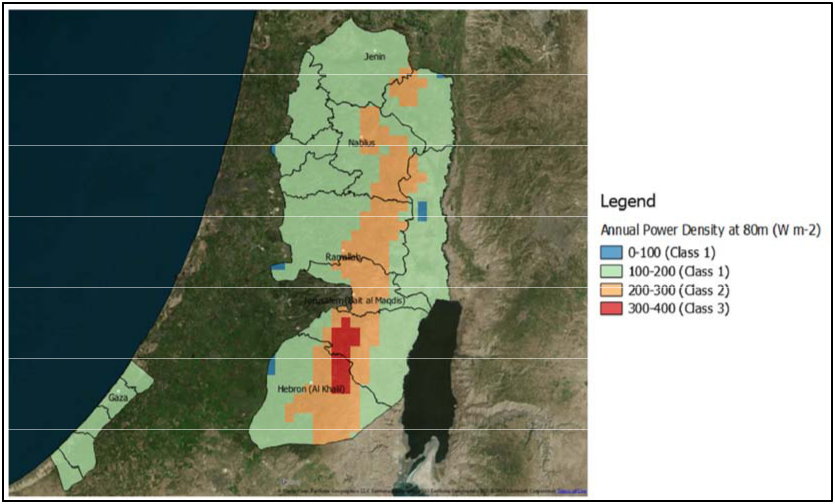 Jenin
Nablus
Ramallah
Jerusalem (Bait al Maqdis)
Hebron (Al Khalil)
Gaza
Legend
Annual Power Density at 80m (W m-2)
0-100 (Class 1)
100-200 (Class 1)
200-300 (Class 2)
300-400 (Class 3)